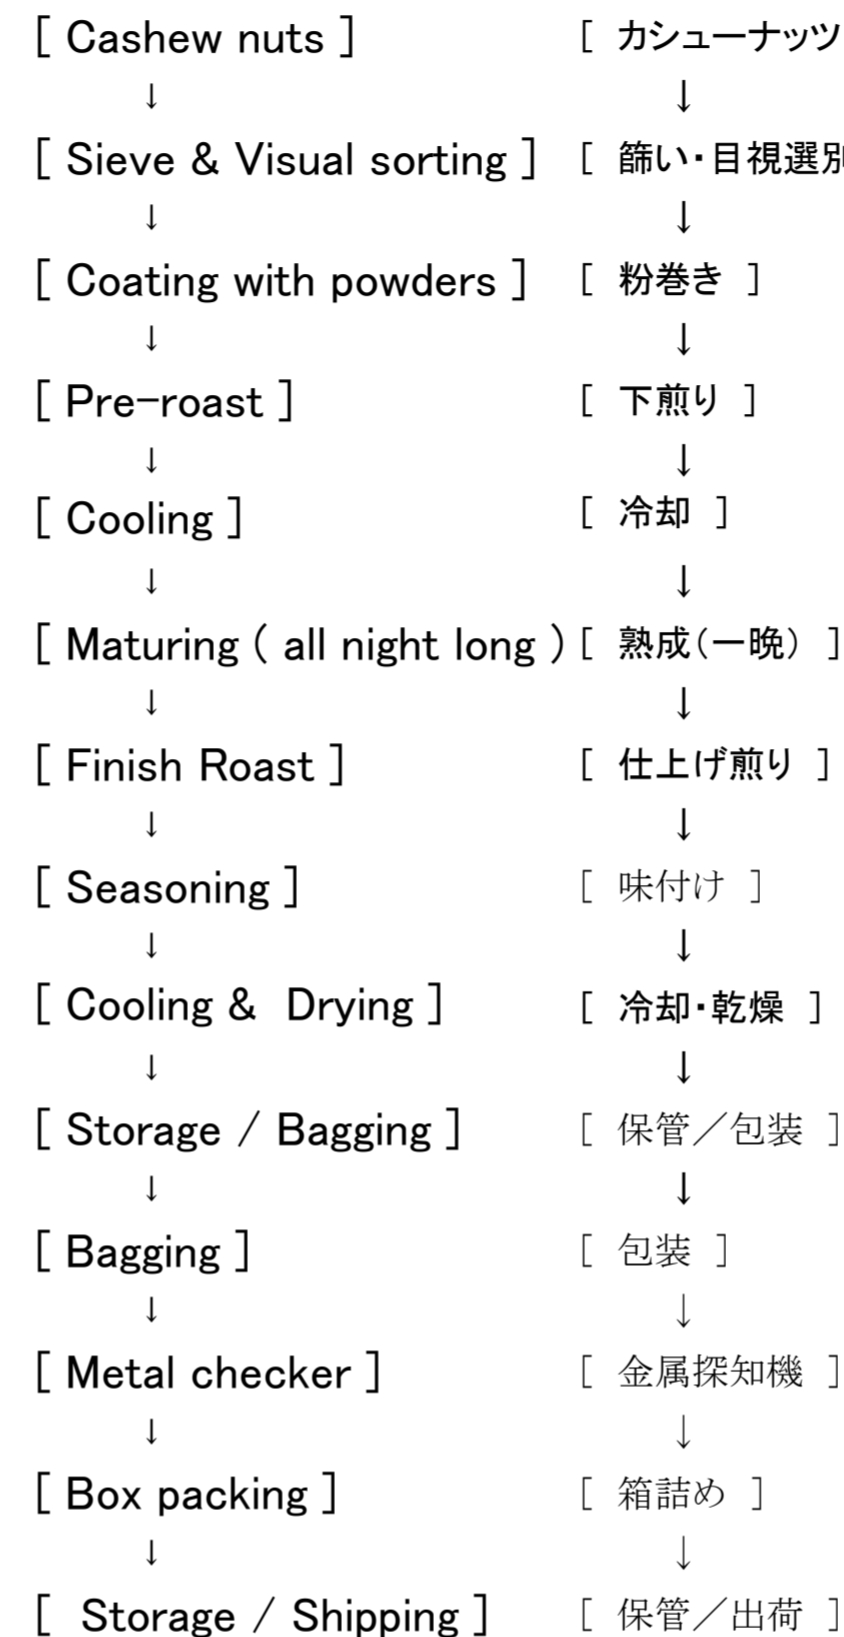 [ Cashew nuts ] [ カシューナッツ
↓ ↓
[ Sieve & Visual sorting ] [ 篩い・目視選別
↓ ↓
[ Coating with powders ] [ 粉巻き ]
↓ ↓
[ Pre-roast ] [ 下煎り ]
↓ ↓
[ Cooling ] [ 冷却 ]
↓ ↓
[ Maturing ( all night long ) [ 熟成(一晩) ]
↓ ↓
[ Finish Roast ] [ 仕上げ煎り ]
↓ ↓
[ Seasoning ] [ 味付け ]
↓ ↓
[ Cooling & Drying ] [ 冷却・乾燥 ]
↓ ↓
[ Storage / Bagging ] [ 保管／包装 ]
↓ ↓
[ Bagging ] [ 包装 ]
↓ ↓
[ Metal checker ] [ 金属探知機 ]
↓ ↓
[ Box packing ] [ 箱詰め ]
↓ ↓
[ Storage / Shipping ] [ 保管／出荷 ]